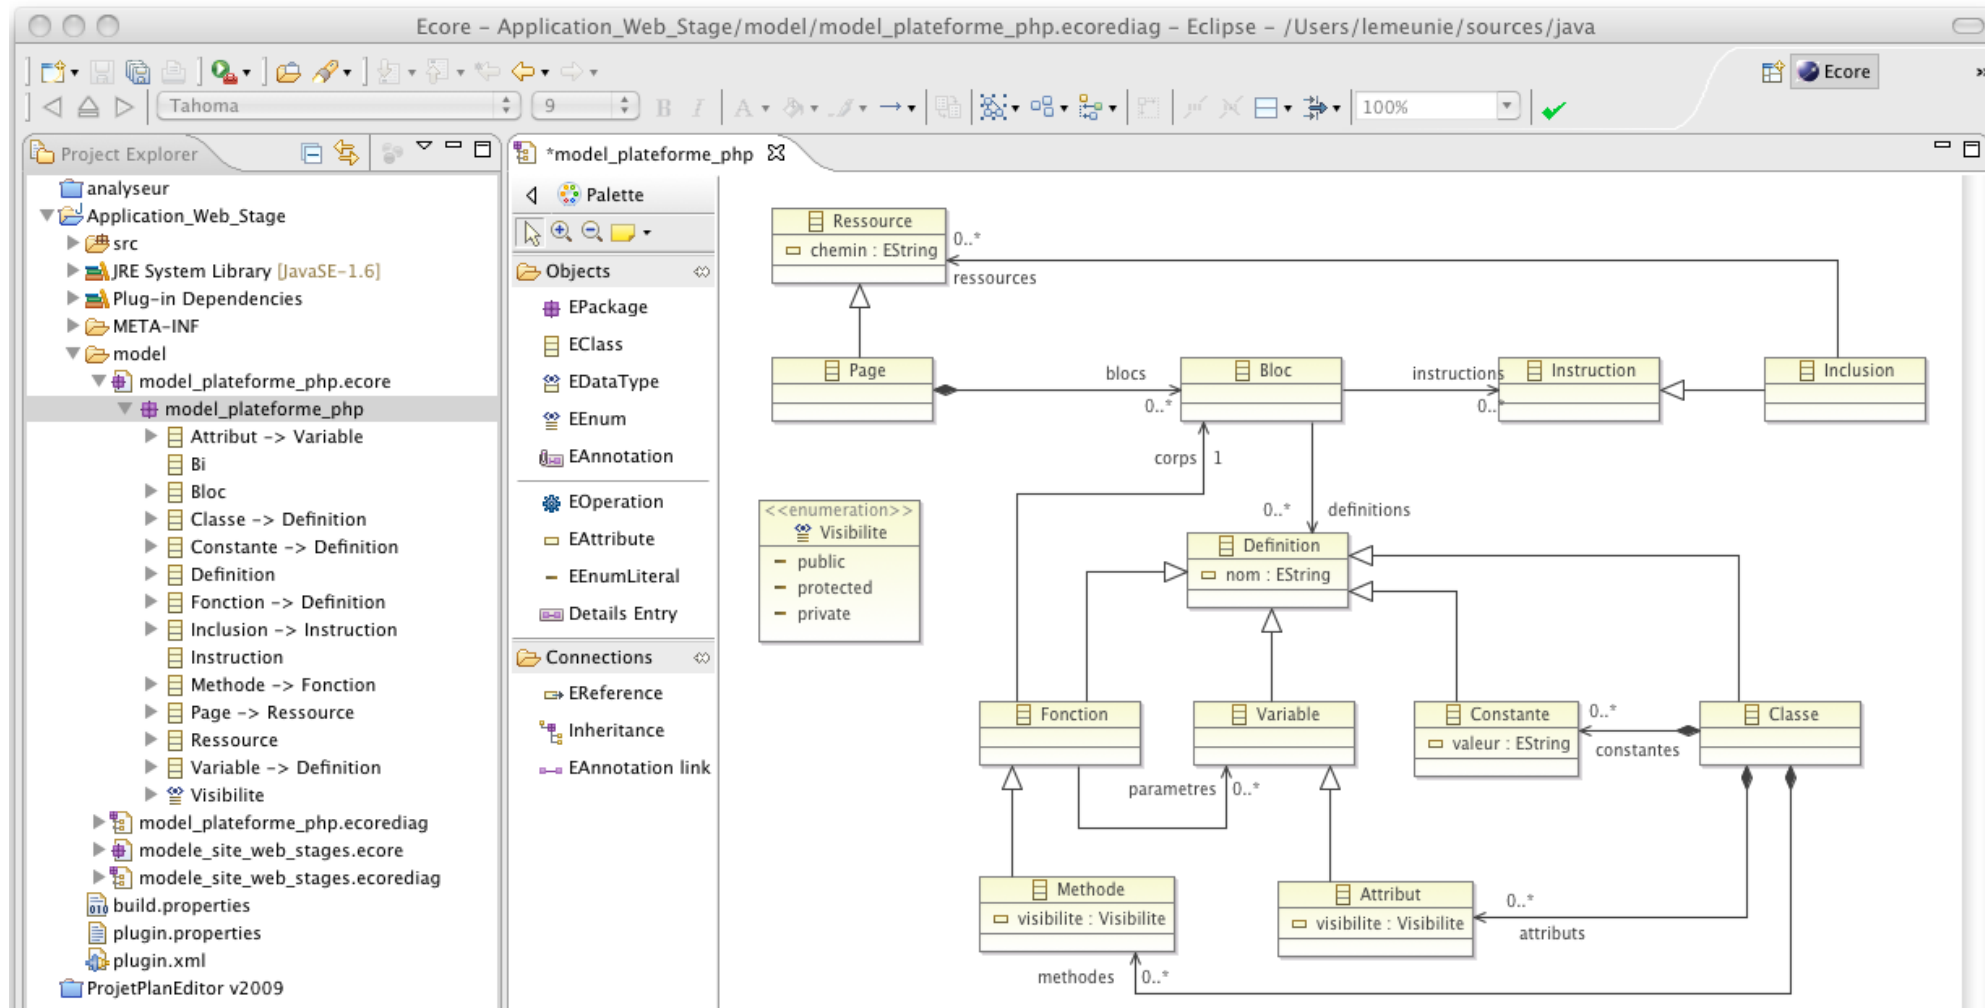 Ecore – Application_Web_Stage/model/model_plateforme_php.ecorediag – Eclipse – /Users/lemeunie/sources/java
Ecore
»
Tahoma
9
B
I
A
100%
Project Explorer
analyseur
Application_Web_Stage
src
JRE System Library [JavaSE-1.6]
Plug-in Dependencies
META-INF
model
model_plateforme_php.ecore
model_plateforme_php
Attribut -> Variable
Bi
Bloc
Classe -> Definition
Constante -> Definition
Definition
Fonction -> Definition
Inclusion -> Instruction
Instruction
Methode -> Fonction
Page -> Ressource
Ressource
Variable -> Definition
Visibilite
model_plateforme_php.ecorediag
modele_site_web_stages.ecore
modele_site_web_stages.ecorediag
build.properties
plugin.properties
plugin.xml
ProjetPlanEditor v2009
*model_plateforme_php
Palette
Objects
EPackage
EClass
EDataType
EEnum
EAnnotation
EOperation
EAttribute
EEnumLiteral
Details Entry
Connections
EReference
Inheritance
EAnnotation link
Ressource
chemin : EString
0..*
ressources
Page
blocs
0..*
Bloc
instructions
0..*
Instruction
Inclusion
corps
1
0..*
definitions
<<enumeration>>
Visibilite
public
protected
private
Definition
nom : EString
Fonction
Variable
Constante
valeur : EString
0..*
constantes
Classe
parametres
0..*
Methode
visibilite : Visibilite
Attribut
visibilite : Visibilite
0..*
attributs
methodes
0..*